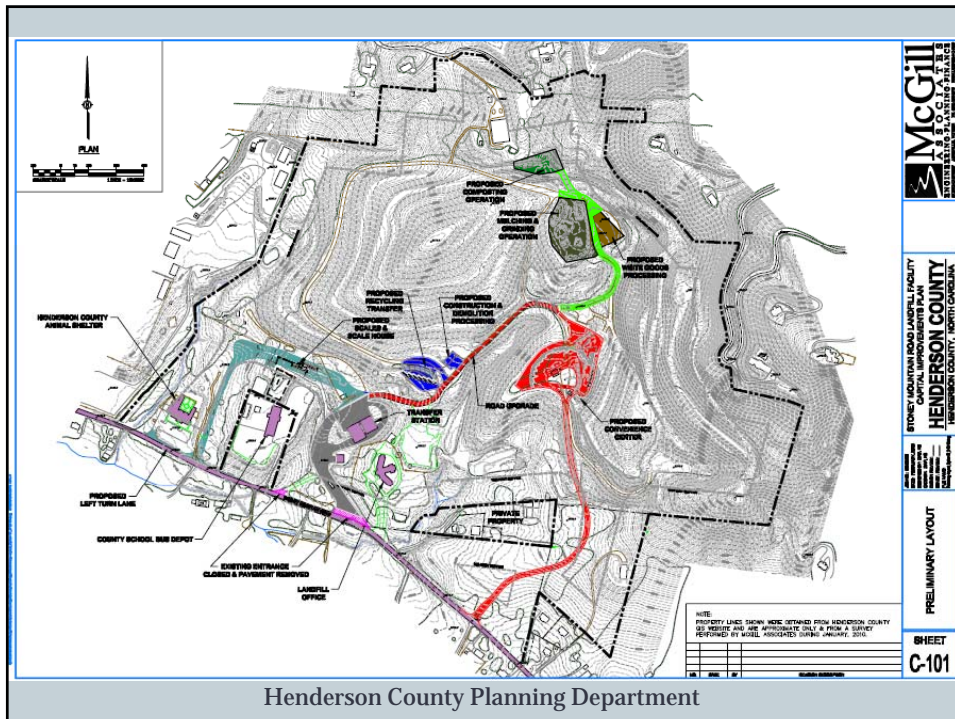 PLAN
PROPOSED
COMPOSTING
OPERATION
PROPOSED
MULCHING &
GRINDING
OPERATION
PROPOSED
WHITE GOODS
PROCESSING
PROPOSED
RECYCLING
TRANSFER
PROPOSED
CONSTRUCTION &
DEMOLITION
PROCESSING
HENDERSON COUNTY
ANIMAL SHELTER
PROPOSED
SCALES &
SCALE HOUSE
TRANSFER
STATION
ROAD UPGRADE
PROPOSED
CONVENIENCE
CENTER
PROPOSED
LEFT TURN LANE
PRIVATE
PROPERTY
COUNTY SCHOOL BUS DEPOT
EXISTING ENTRANCE
CLOSED & PAVEMENT REMOVED
LANDFILL
OFFICE
NOTE:
PROPERTY LINES SHOWN WERE OBTAINED FROM HENDERSON COUNTY
GIS WEBSITE AND ARE APPROXIMATE ONLY & FROM A SURVEY
PERFORMED BY MCGILL ASSOCIATES DURING JANUARY, 2010.
McGill
ASSOCIATES
ENGINEERING·PLANNING·FINANCE
STONEY MOUNTAIN ROAD LANDFILL FACILITY
CAPITAL IMPROVEMENTS PLAN
HENDERSON COUNTY
HENDERSON COUNTY, NORTH CAROLINA
PRELIMINARY LAYOUT
SHEET
C-101
Henderson County Planning Department